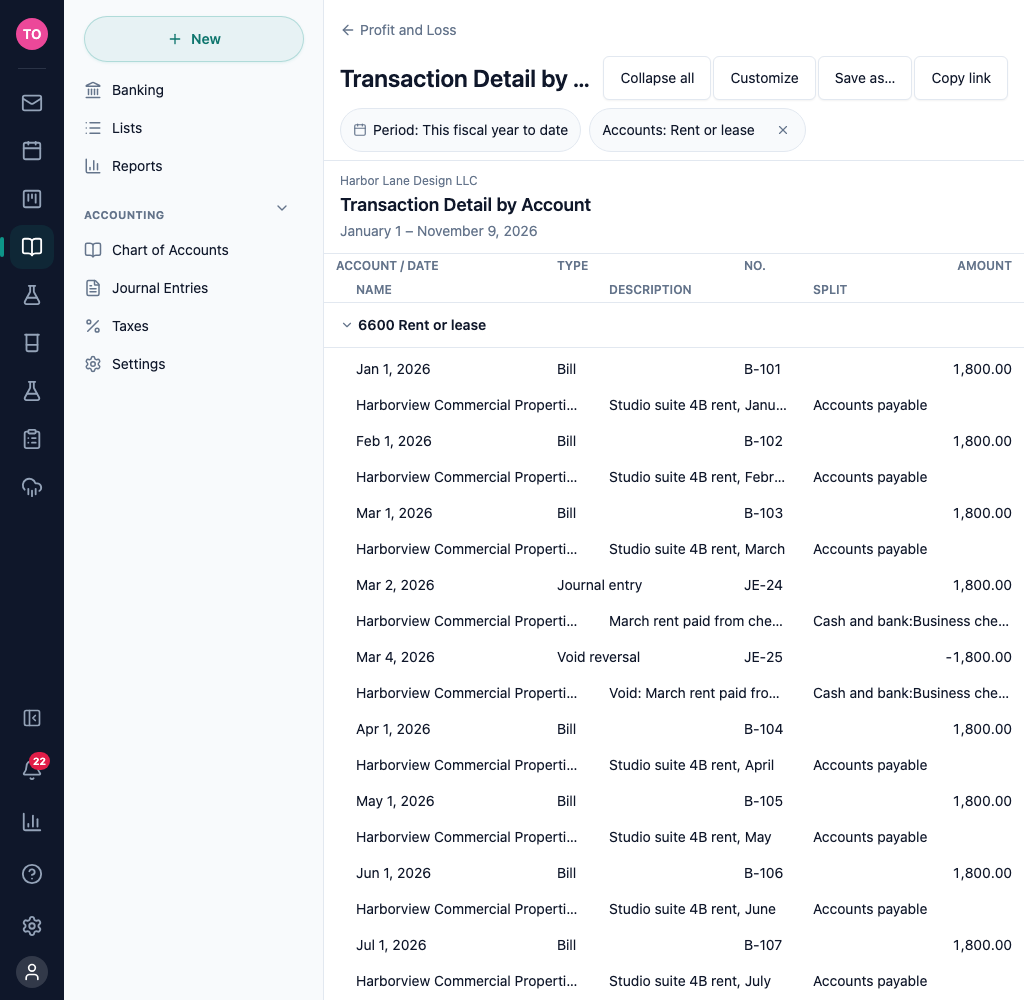 TO
New
Banking
Lists
Reports
ACCOUNTING
Chart of Accounts
Journal Entries
Taxes
Settings
22
Profit and Loss
Transaction Detail by ...
Collapse all
Customize
Save as...
Copy link
Period: This fiscal year to date
Accounts: Rent or lease
Harbor Lane Design LLC
Transaction Detail by Account
January 1 – November 9, 2026
ACCOUNT / DATE TYPE NO. AMOUNT
NAME DESCRIPTION SPLIT
6600 Rent or lease
Jan 1, 2026 Bill B-101 1,800.00
Harborview Commercial Properti... Studio suite 4B rent, Janu... Accounts payable
Feb 1, 2026 Bill B-102 1,800.00
Harborview Commercial Properti... Studio suite 4B rent, Febr... Accounts payable
Mar 1, 2026 Bill B-103 1,800.00
Harborview Commercial Properti... Studio suite 4B rent, March Accounts payable
Mar 2, 2026 Journal entry JE-24 1,800.00
Harborview Commercial Properti... March rent paid from che... Cash and bank:Business che...
Mar 4, 2026 Void reversal JE-25 -1,800.00
Harborview Commercial Properti... Void: March rent paid fro... Cash and bank:Business che...
Apr 1, 2026 Bill B-104 1,800.00
Harborview Commercial Properti... Studio suite 4B rent, April Accounts payable
May 1, 2026 Bill B-105 1,800.00
Harborview Commercial Properti... Studio suite 4B rent, May Accounts payable
Jun 1, 2026 Bill B-106 1,800.00
Harborview Commercial Properti... Studio suite 4B rent, June Accounts payable
Jul 1, 2026 Bill B-107 1,800.00
Harborview Commercial Properti... Studio suite 4B rent, July Accounts payable